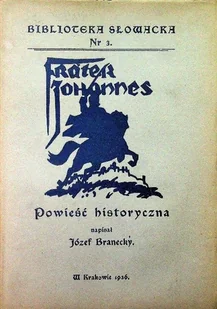 BIBLIOTEKA SŁOWACKA
Nr 3.
FRATER
JOHANNES
Powieść historyczna
napisał
Józef Branecký.
W Krakowie 1926.